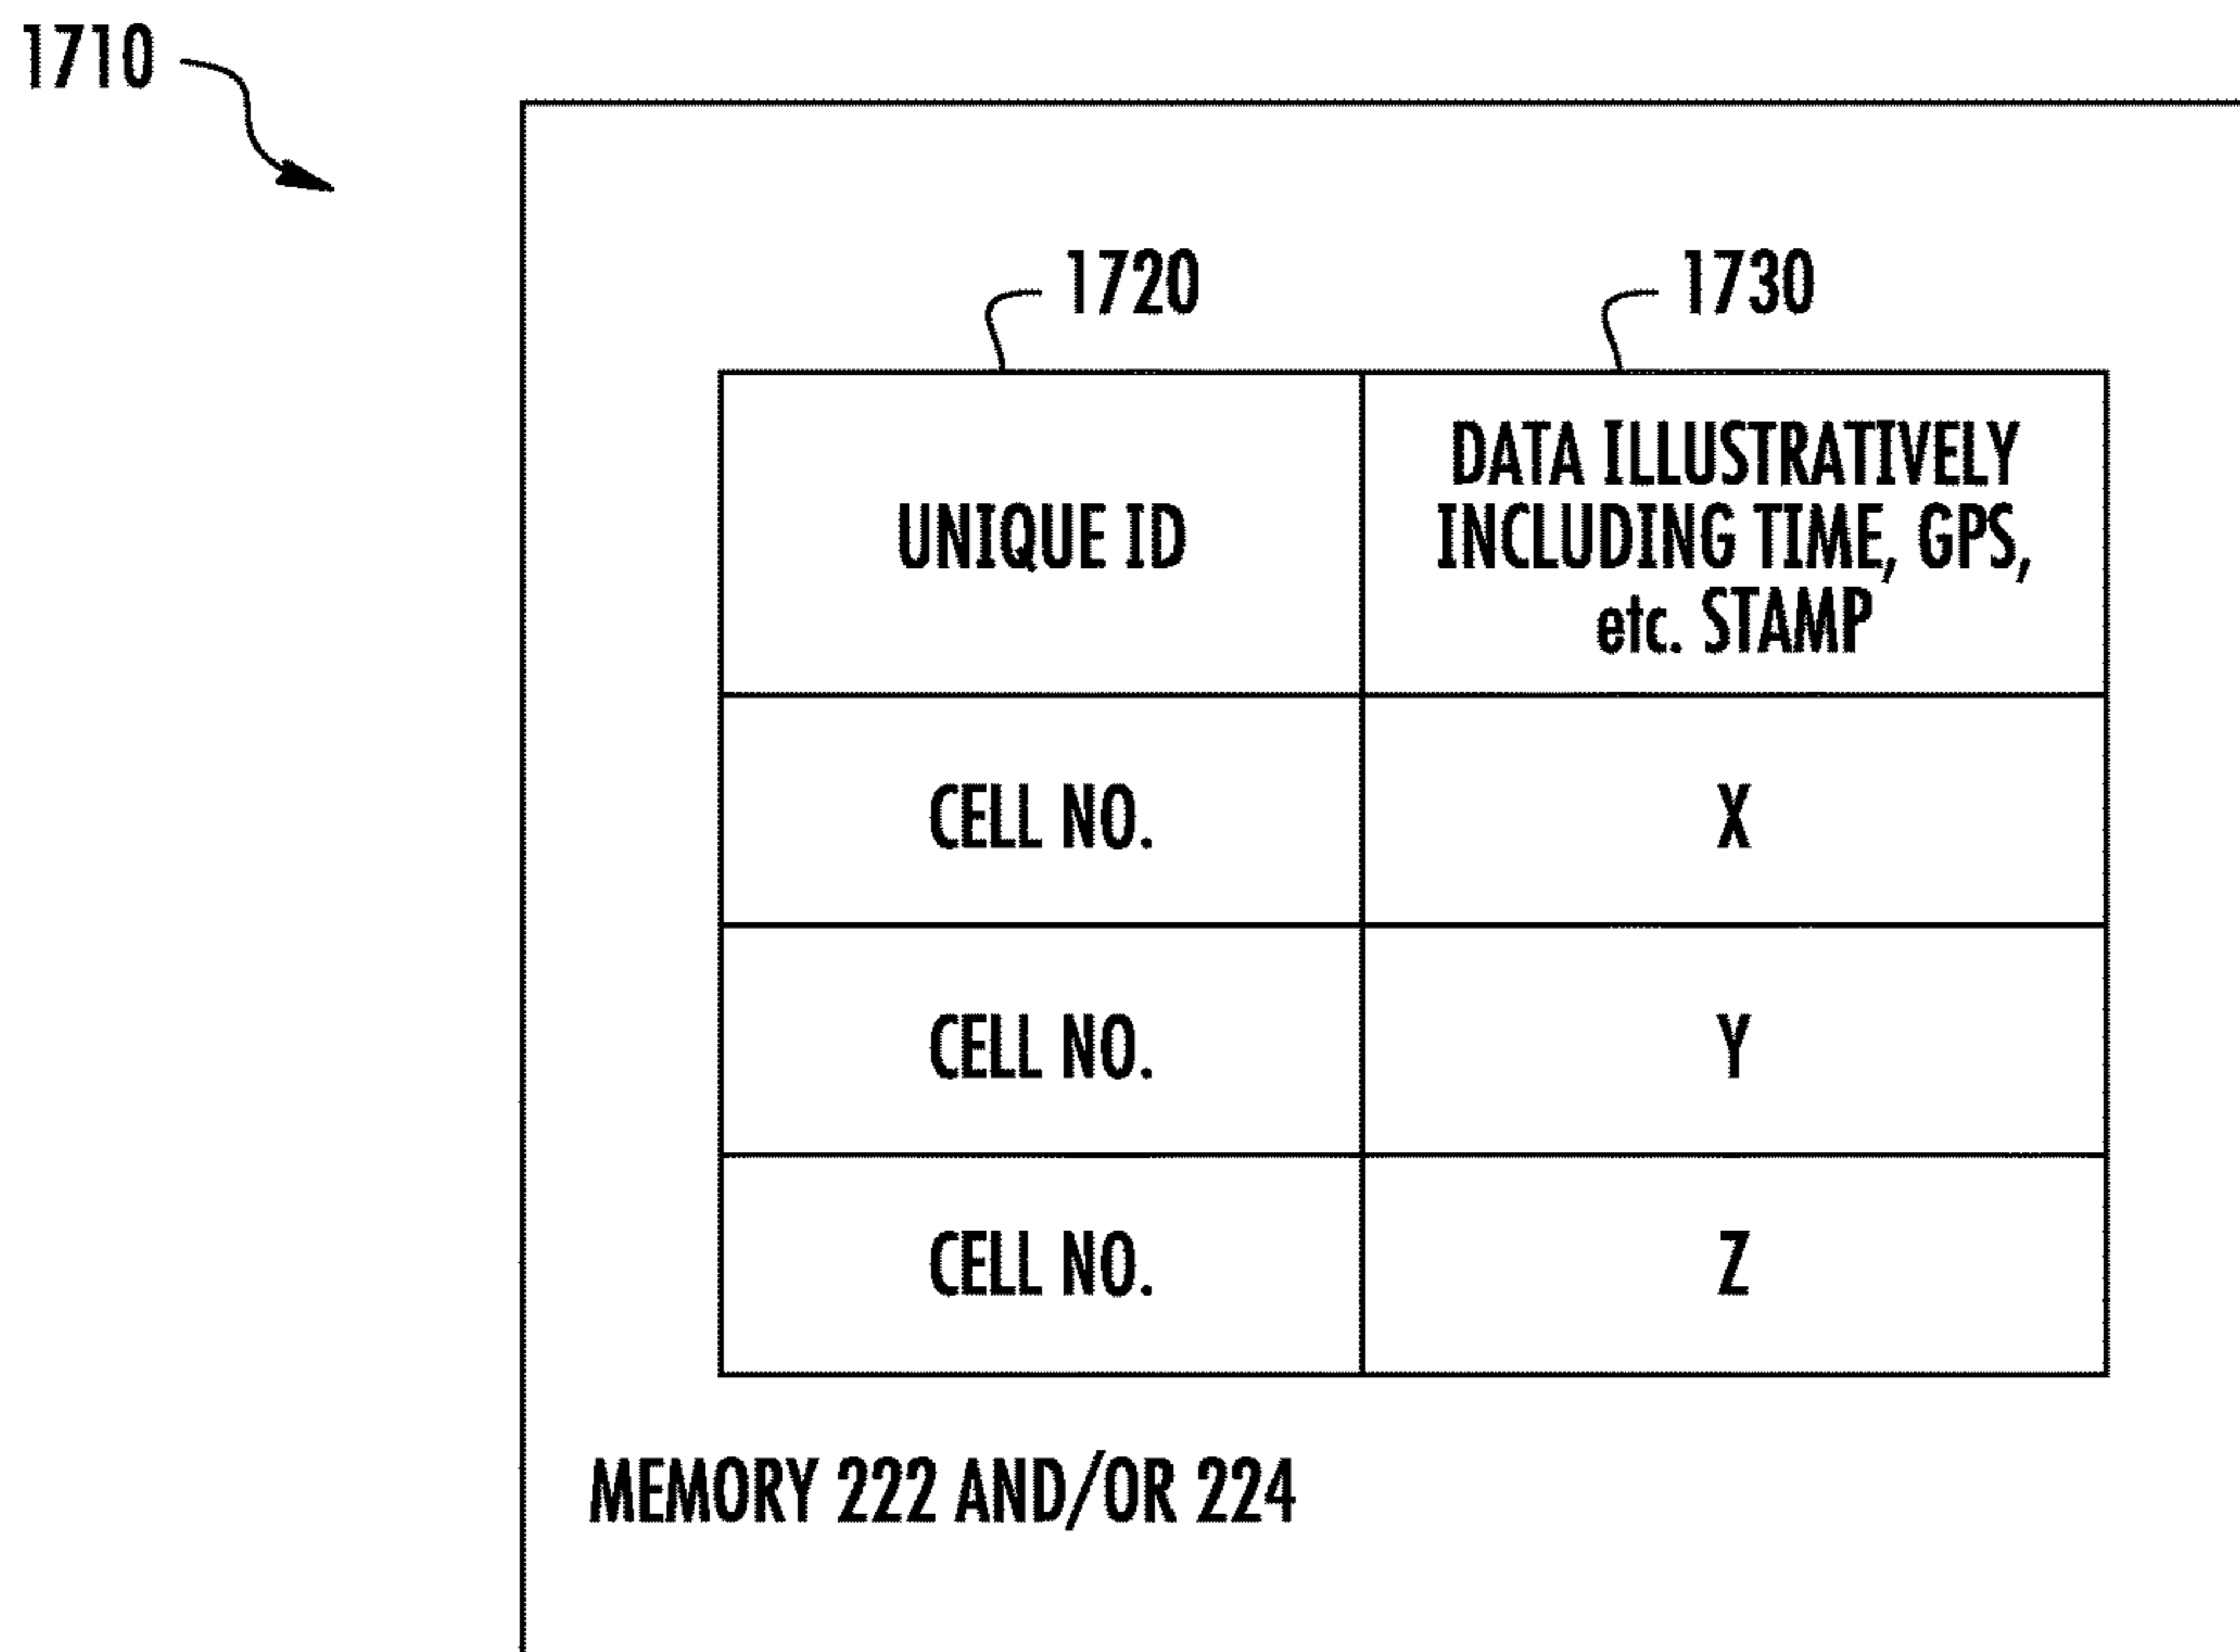 1710
1720
1730
UNIQUE ID
DATA ILLUSTRATIVELY
INCLUDING TIME, GPS,
etc. STAMP
CELL NO.
X
CELL NO.
Y
CELL NO.
Z
MEMORY 222 AND/OR 224